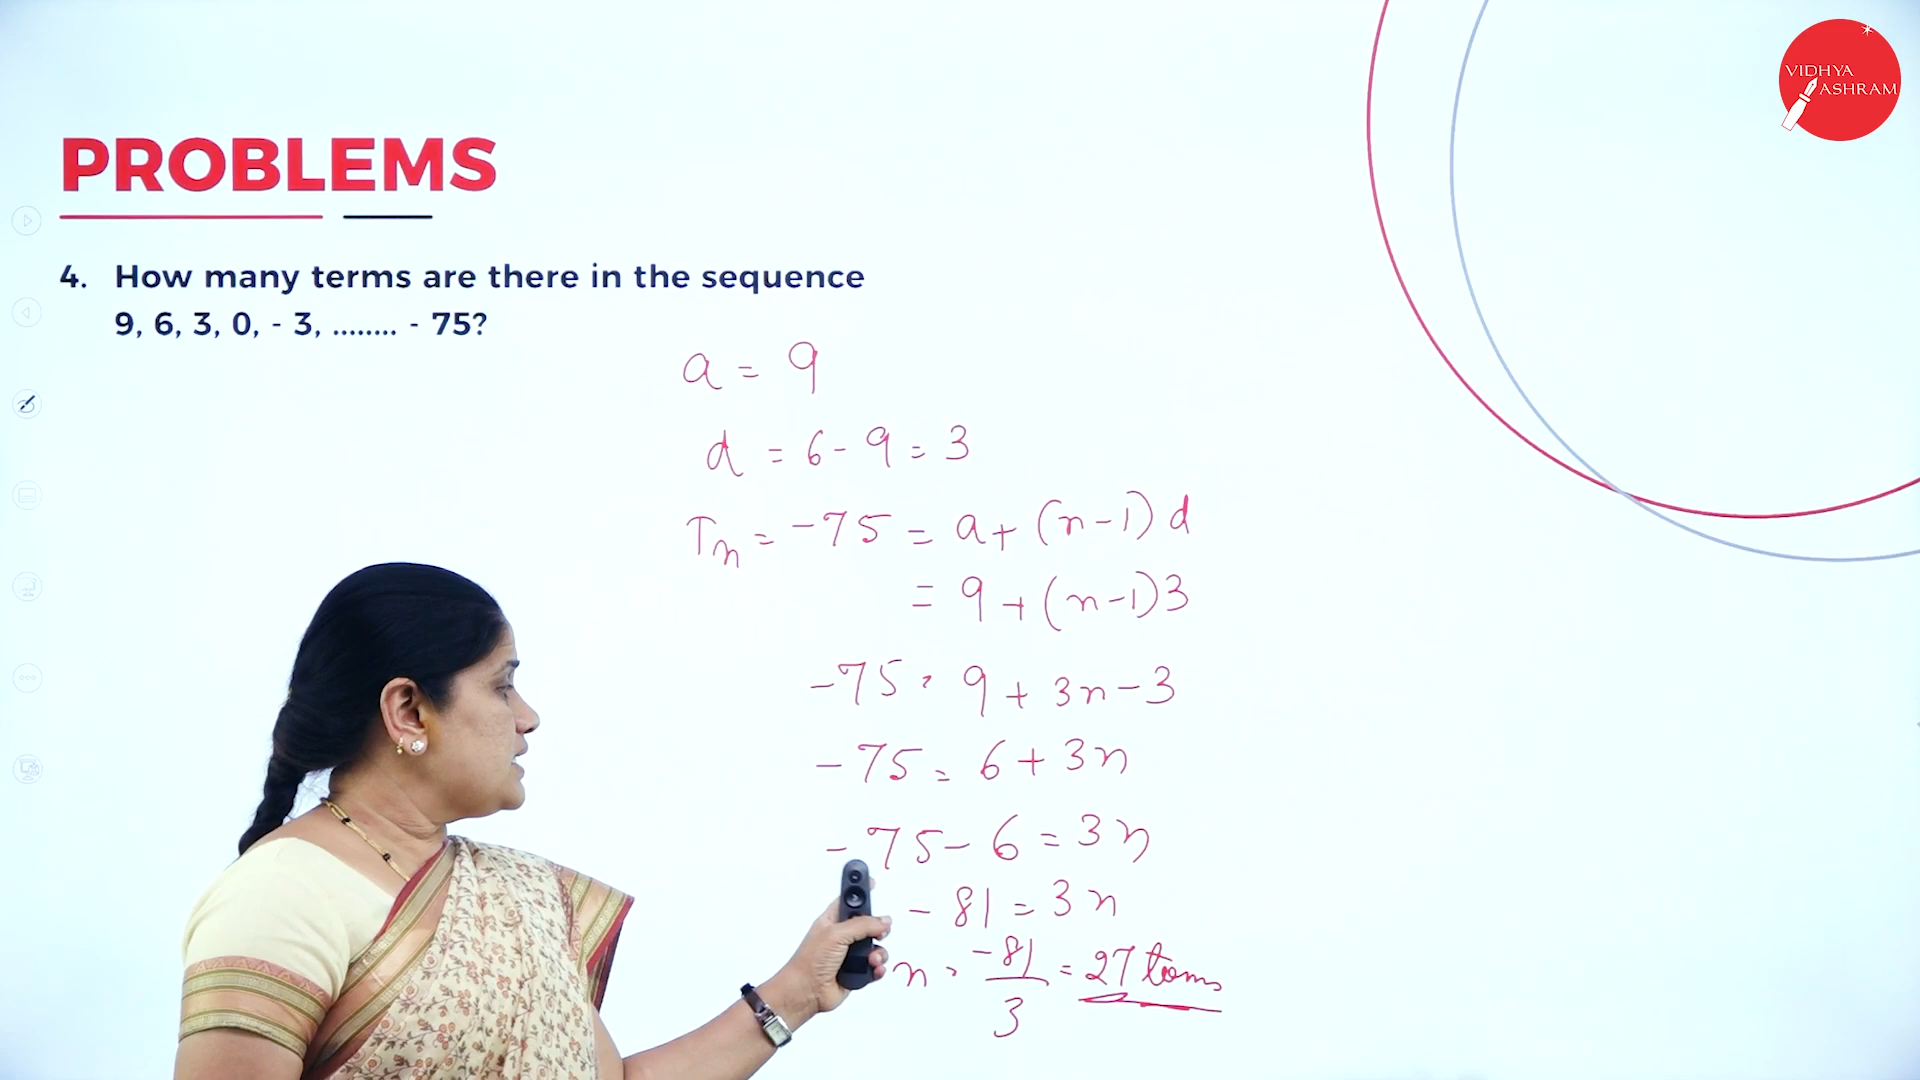 VIDHYA
ASHRAM
PROBLEMS
4. How many terms are there in the sequence
9, 6, 3, 0, - 3, ........ - 75?
a = 9
d = 6 - 9 = 3
Tn = -75 = a + (n-1) d
= 9 + (n-1)3
-75 = 9 + 3n - 3
-75 = 6 + 3n
-75 - 6 = 3n
-81 = 3n
n = -81/3 = 27 terms